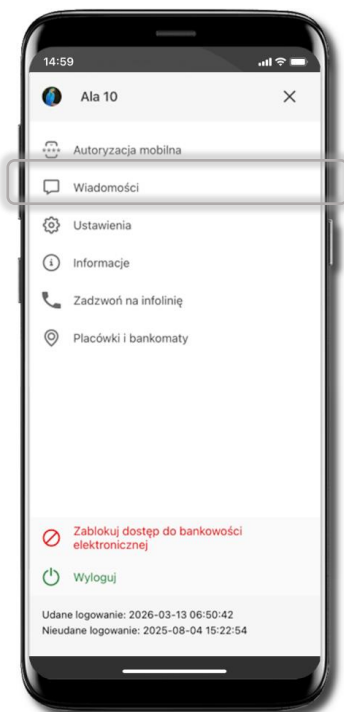 14:59
Ala 10
Autoryzacja mobilna
Wiadomości
Ustawienia
Informacje
Zadzwoń na infolinię
Placówki i bankomaty
Zablokuj dostęp do bankowości
elektronicznej
Wyloguj
Udane logowanie: 2026-03-13 06:50:42
Nieudane logowanie: 2025-08-04 15:22:54